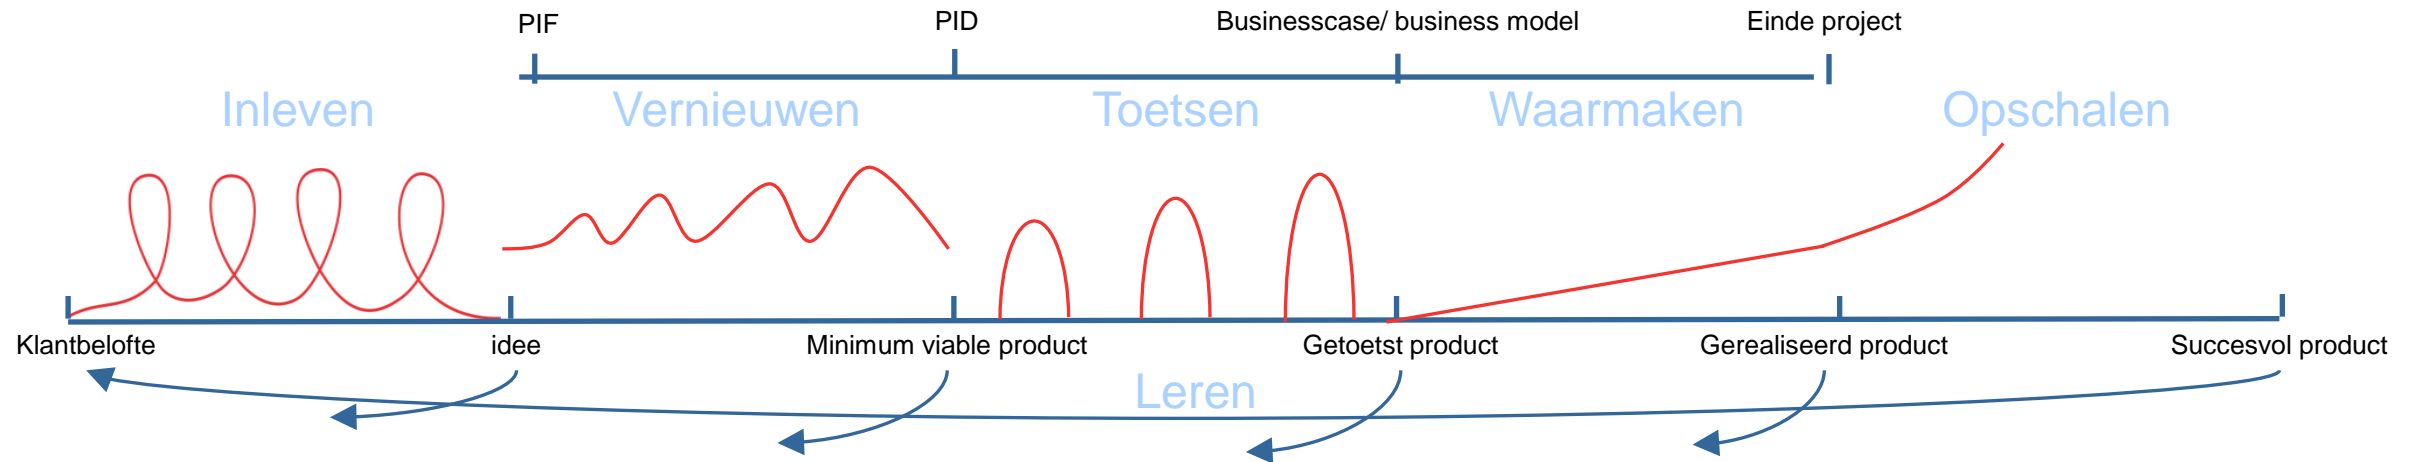 PIF
PID
Businesscase/ business model
Einde project
Inleven
Vernieuwen
Toetsen
Waarmaken
Opschalen
Klantbelofte
idee
Minimum viable product
Getoetst product
Gerealiseerd product
Succesvol product
Leren